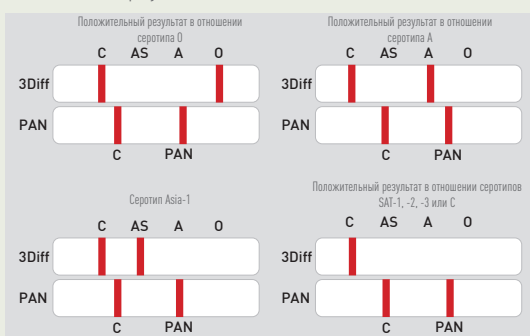 Положительный результат в отношении
серотипа O
C AS A O
3Diff
PAN
C PAN
Положительный результат в отношении
серотипа A
C AS A O
3Diff
PAN
C PAN
Серотип Asia-1
C AS A O
3Diff
PAN
C PAN
Положительный результат в отношении серотипов
SAT-1, -2, -3 или C
C AS A O
3Diff
PAN
C PAN